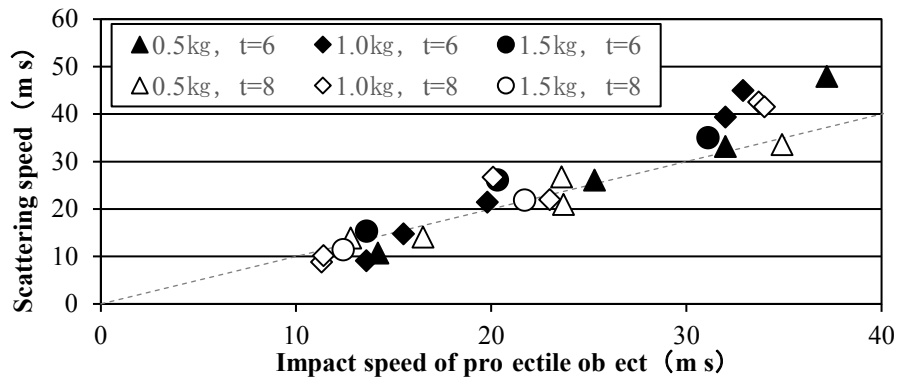 60
50
40
30
20
10
0
Scattering speed（m s）
0.5kg, t=6 1.0kg, t=6 1.5kg, t=6
0.5kg, t=8 1.0kg, t=8 1.5kg, t=8
0 10 20 30 40
Impact speed of pro ectile ob ect（m s）